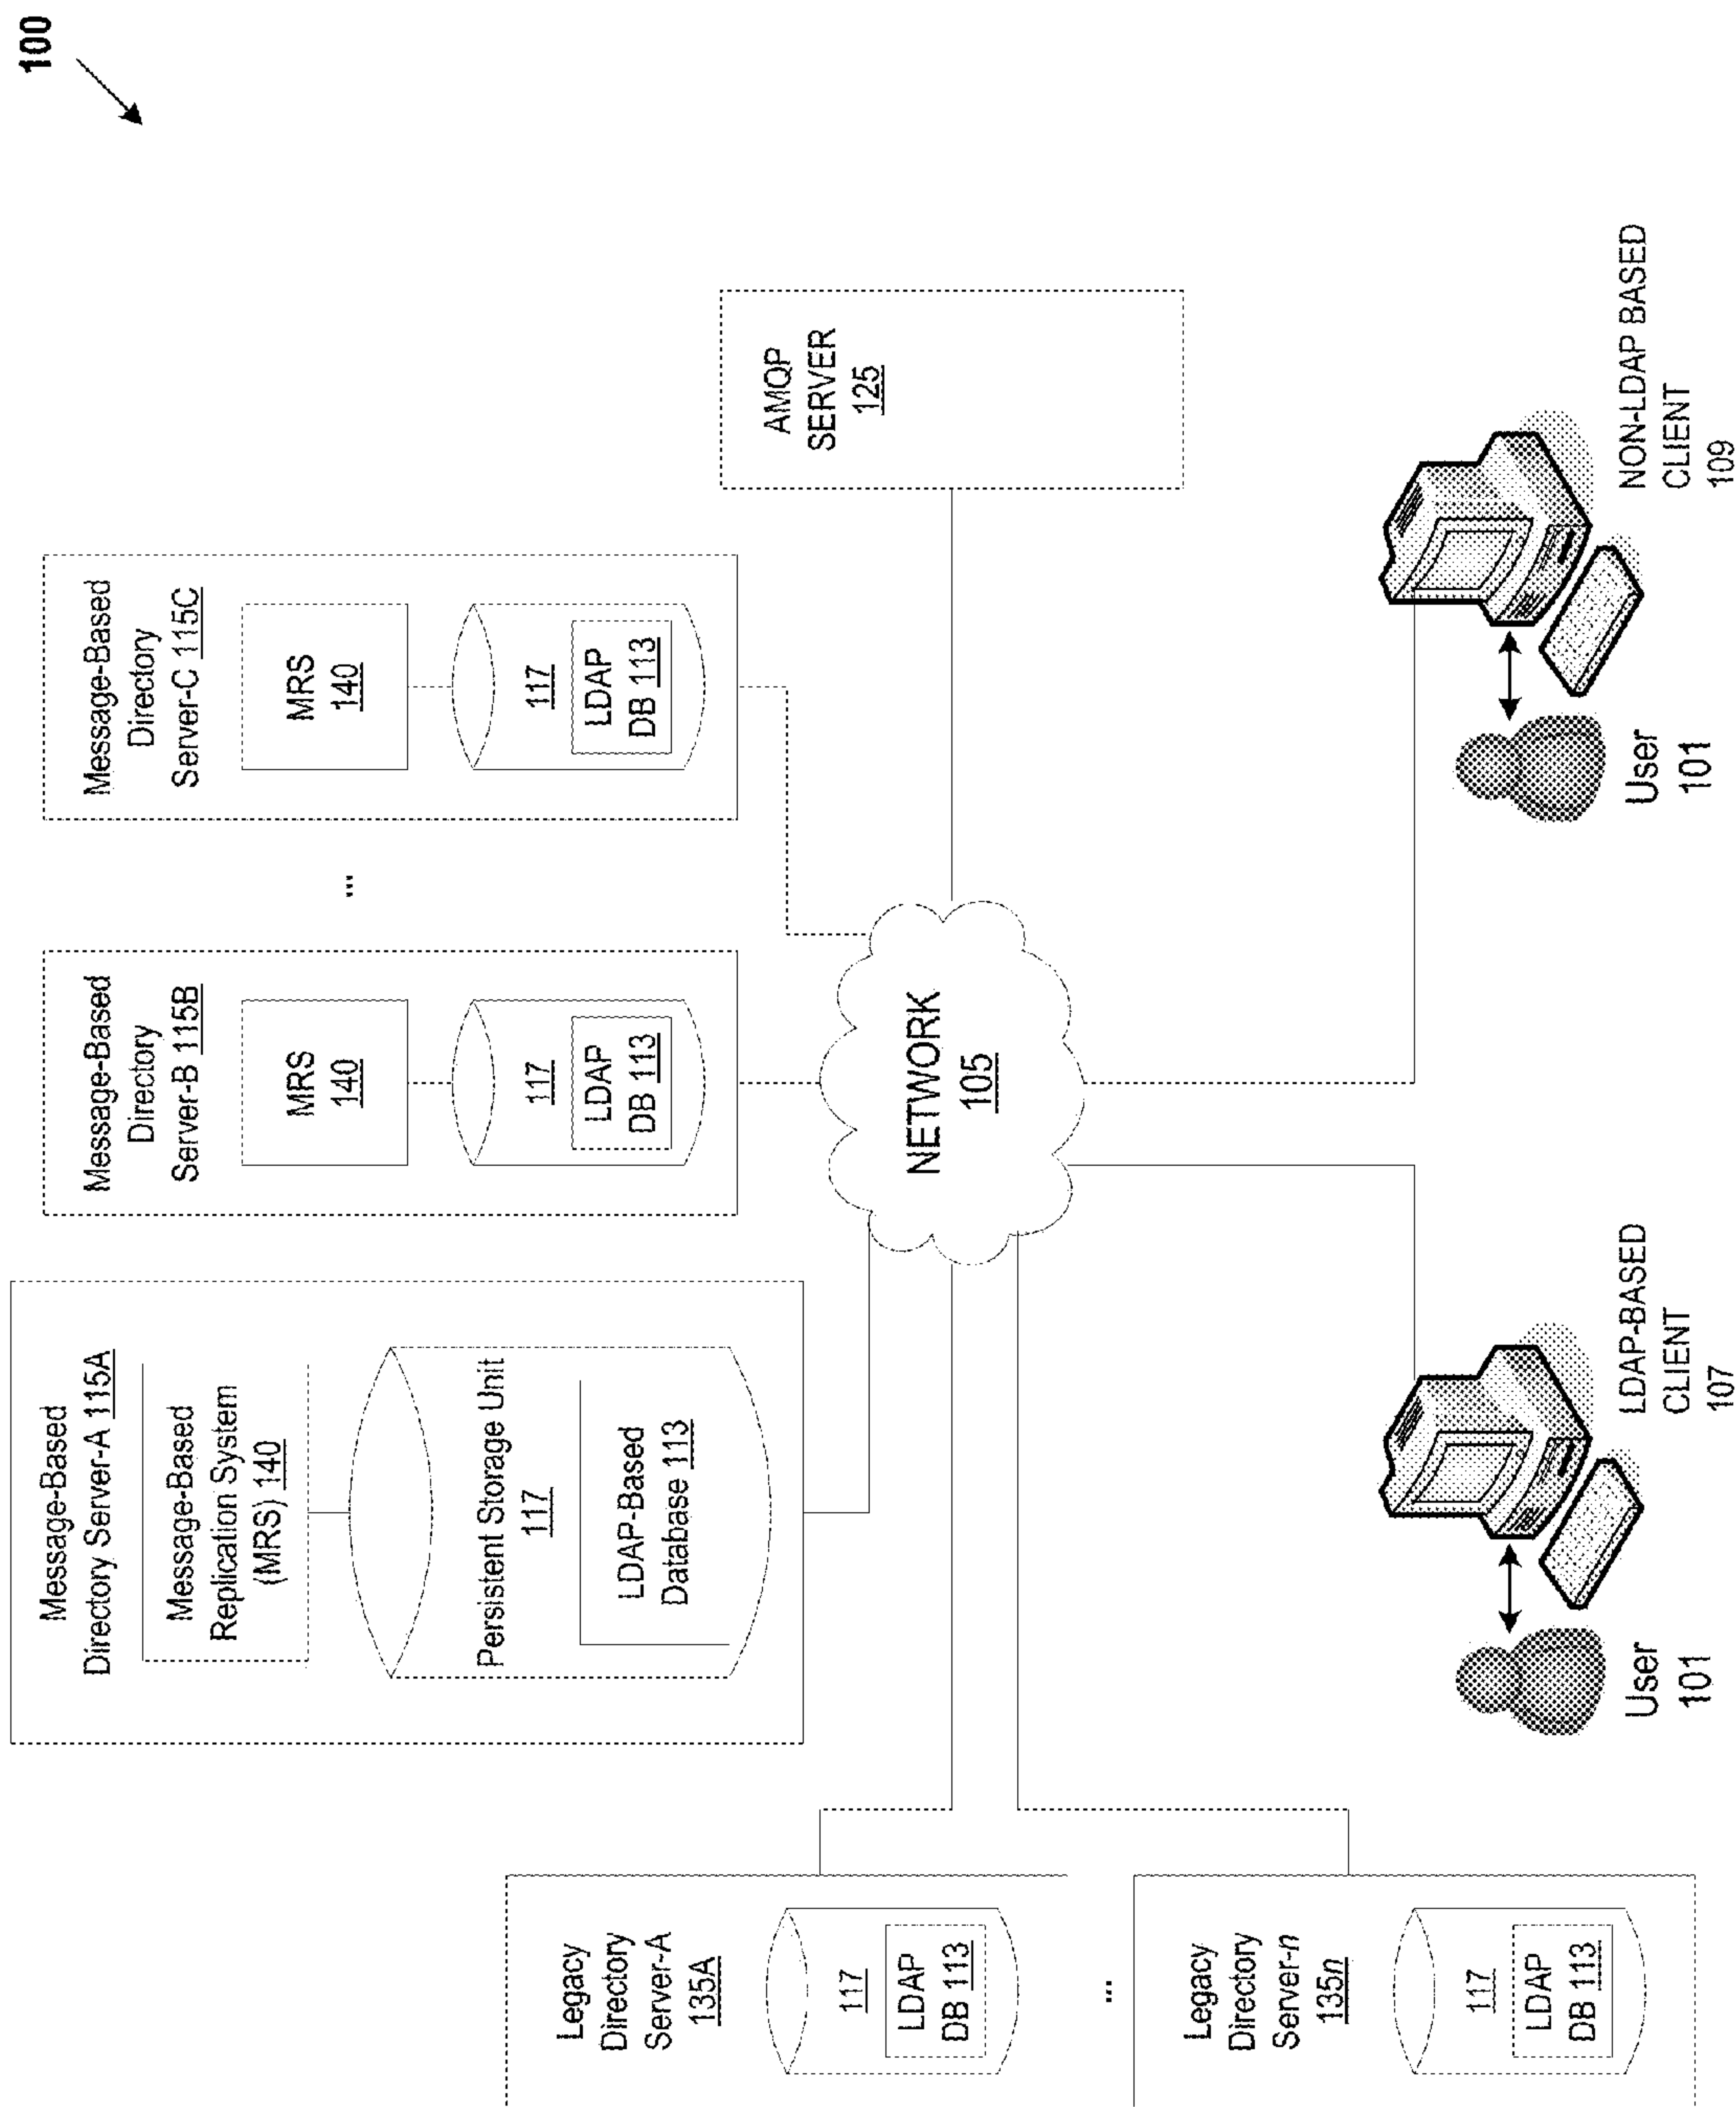 100
Message-Based
Directory Server-A 115A
Message-Based
Replication System
(MRS) 140
Persistent Storage Unit
117
LDAP-Based
Database 113
Message-Based
Directory
Server-B 115B
MRS
140
117
LDAP
DB 113
...
Message-Based
Directory
Server-C 115C
MRS
140
117
LDAP
DB 113
Legacy
Directory
Server-A
135A
117
LDAP
DB 113
...
Legacy
Directory
Server-n
135n
117
LDAP
DB 113
NETWORK
105
AMQP
SERVER
125
User
101
LDAP-BASED
CLIENT
107
User
101
NON-LDAP BASED
CLIENT
109